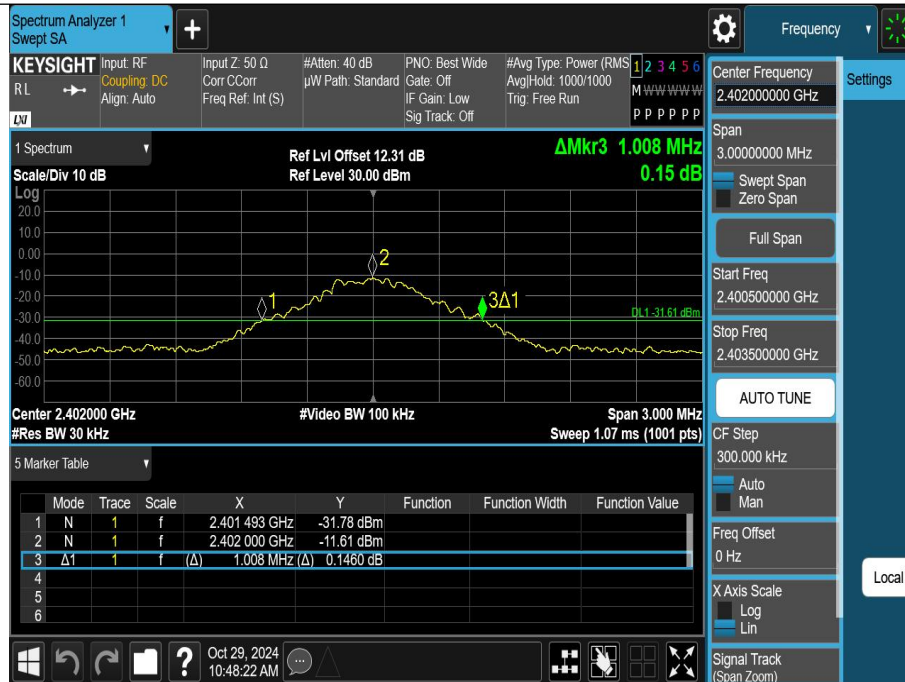 Spectrum Analyzer 1
Swept SA
+
Frequency
KEYSIGHT
RL
LXI
Input: RF
Coupling: DC
Align: Auto
Input Z: 50 Ω
Corr CCorr
Freq Ref: Int (S)
#Atten: 40 dB
µW Path: Standard
PNO: Best Wide
Gate: Off
IF Gain: Low
Sig Track: Off
#Avg Type: Power (RMS
Avg|Hold: 1000/1000
Trig: Free Run
1 2 3 4 5 6
M W W W W W
P P P P P P
1 Spectrum
Scale/Div 10 dB
Ref Lvl Offset 12.31 dB
Ref Level 30.00 dBm
ΔMkr3 1.008 MHz
0.15 dB
Log
20.0
10.0
0.00
-10.0
-20.0
-30.0
-40.0
-50.0
-60.0
1
2
3Δ1
DL1 -31.61 dBm
Center 2.402000 GHz
#Video BW 100 kHz
Span 3.000 MHz
#Res BW 30 kHz
Sweep 1.07 ms (1001 pts)
5 Marker Table
Mode Trace Scale X Y Function Function Width Function Value
1 N 1 f 2.401 493 GHz -31.78 dBm
2 N 1 f 2.402 000 GHz -11.61 dBm
3 Δ1 1 f (Δ) 1.008 MHz (Δ) 0.1460 dB
4
5
6
?
Oct 29, 2024
10:48:22 AM
Center Frequency
2.402000000 GHz
Span
3.00000000 MHz
Swept Span
Zero Span
Full Span
Start Freq
2.400500000 GHz
Stop Freq
2.403500000 GHz
AUTO TUNE
CF Step
300.000 kHz
Auto
Man
Freq Offset
0 Hz
X Axis Scale
Log
Lin
Signal Track
(Span Zoom)
Settings
Local